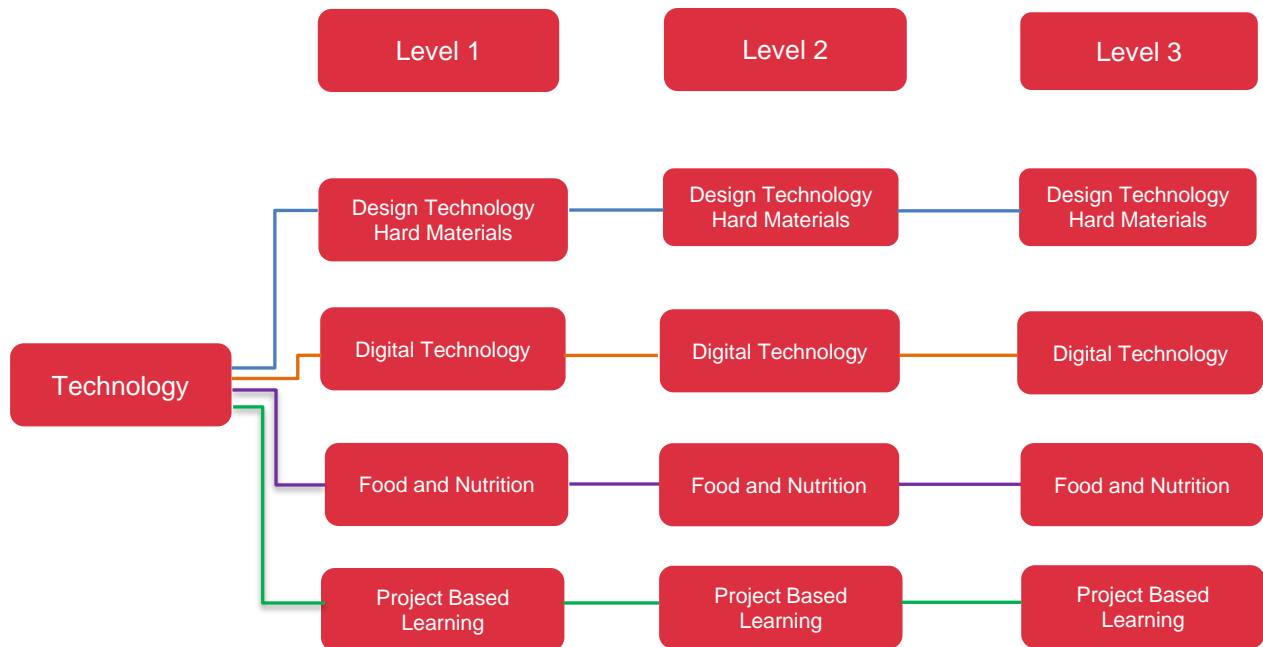 Level 1
Level 2
Level 3
Design Technology
Hard Materials
Design Technology
Hard Materials
Design Technology
Hard Materials
Technology
Digital Technology
Digital Technology
Digital Technology
Food and Nutrition
Food and Nutrition
Food and Nutrition
Project Based
Learning
Project Based
Learning
Project Based
Learning